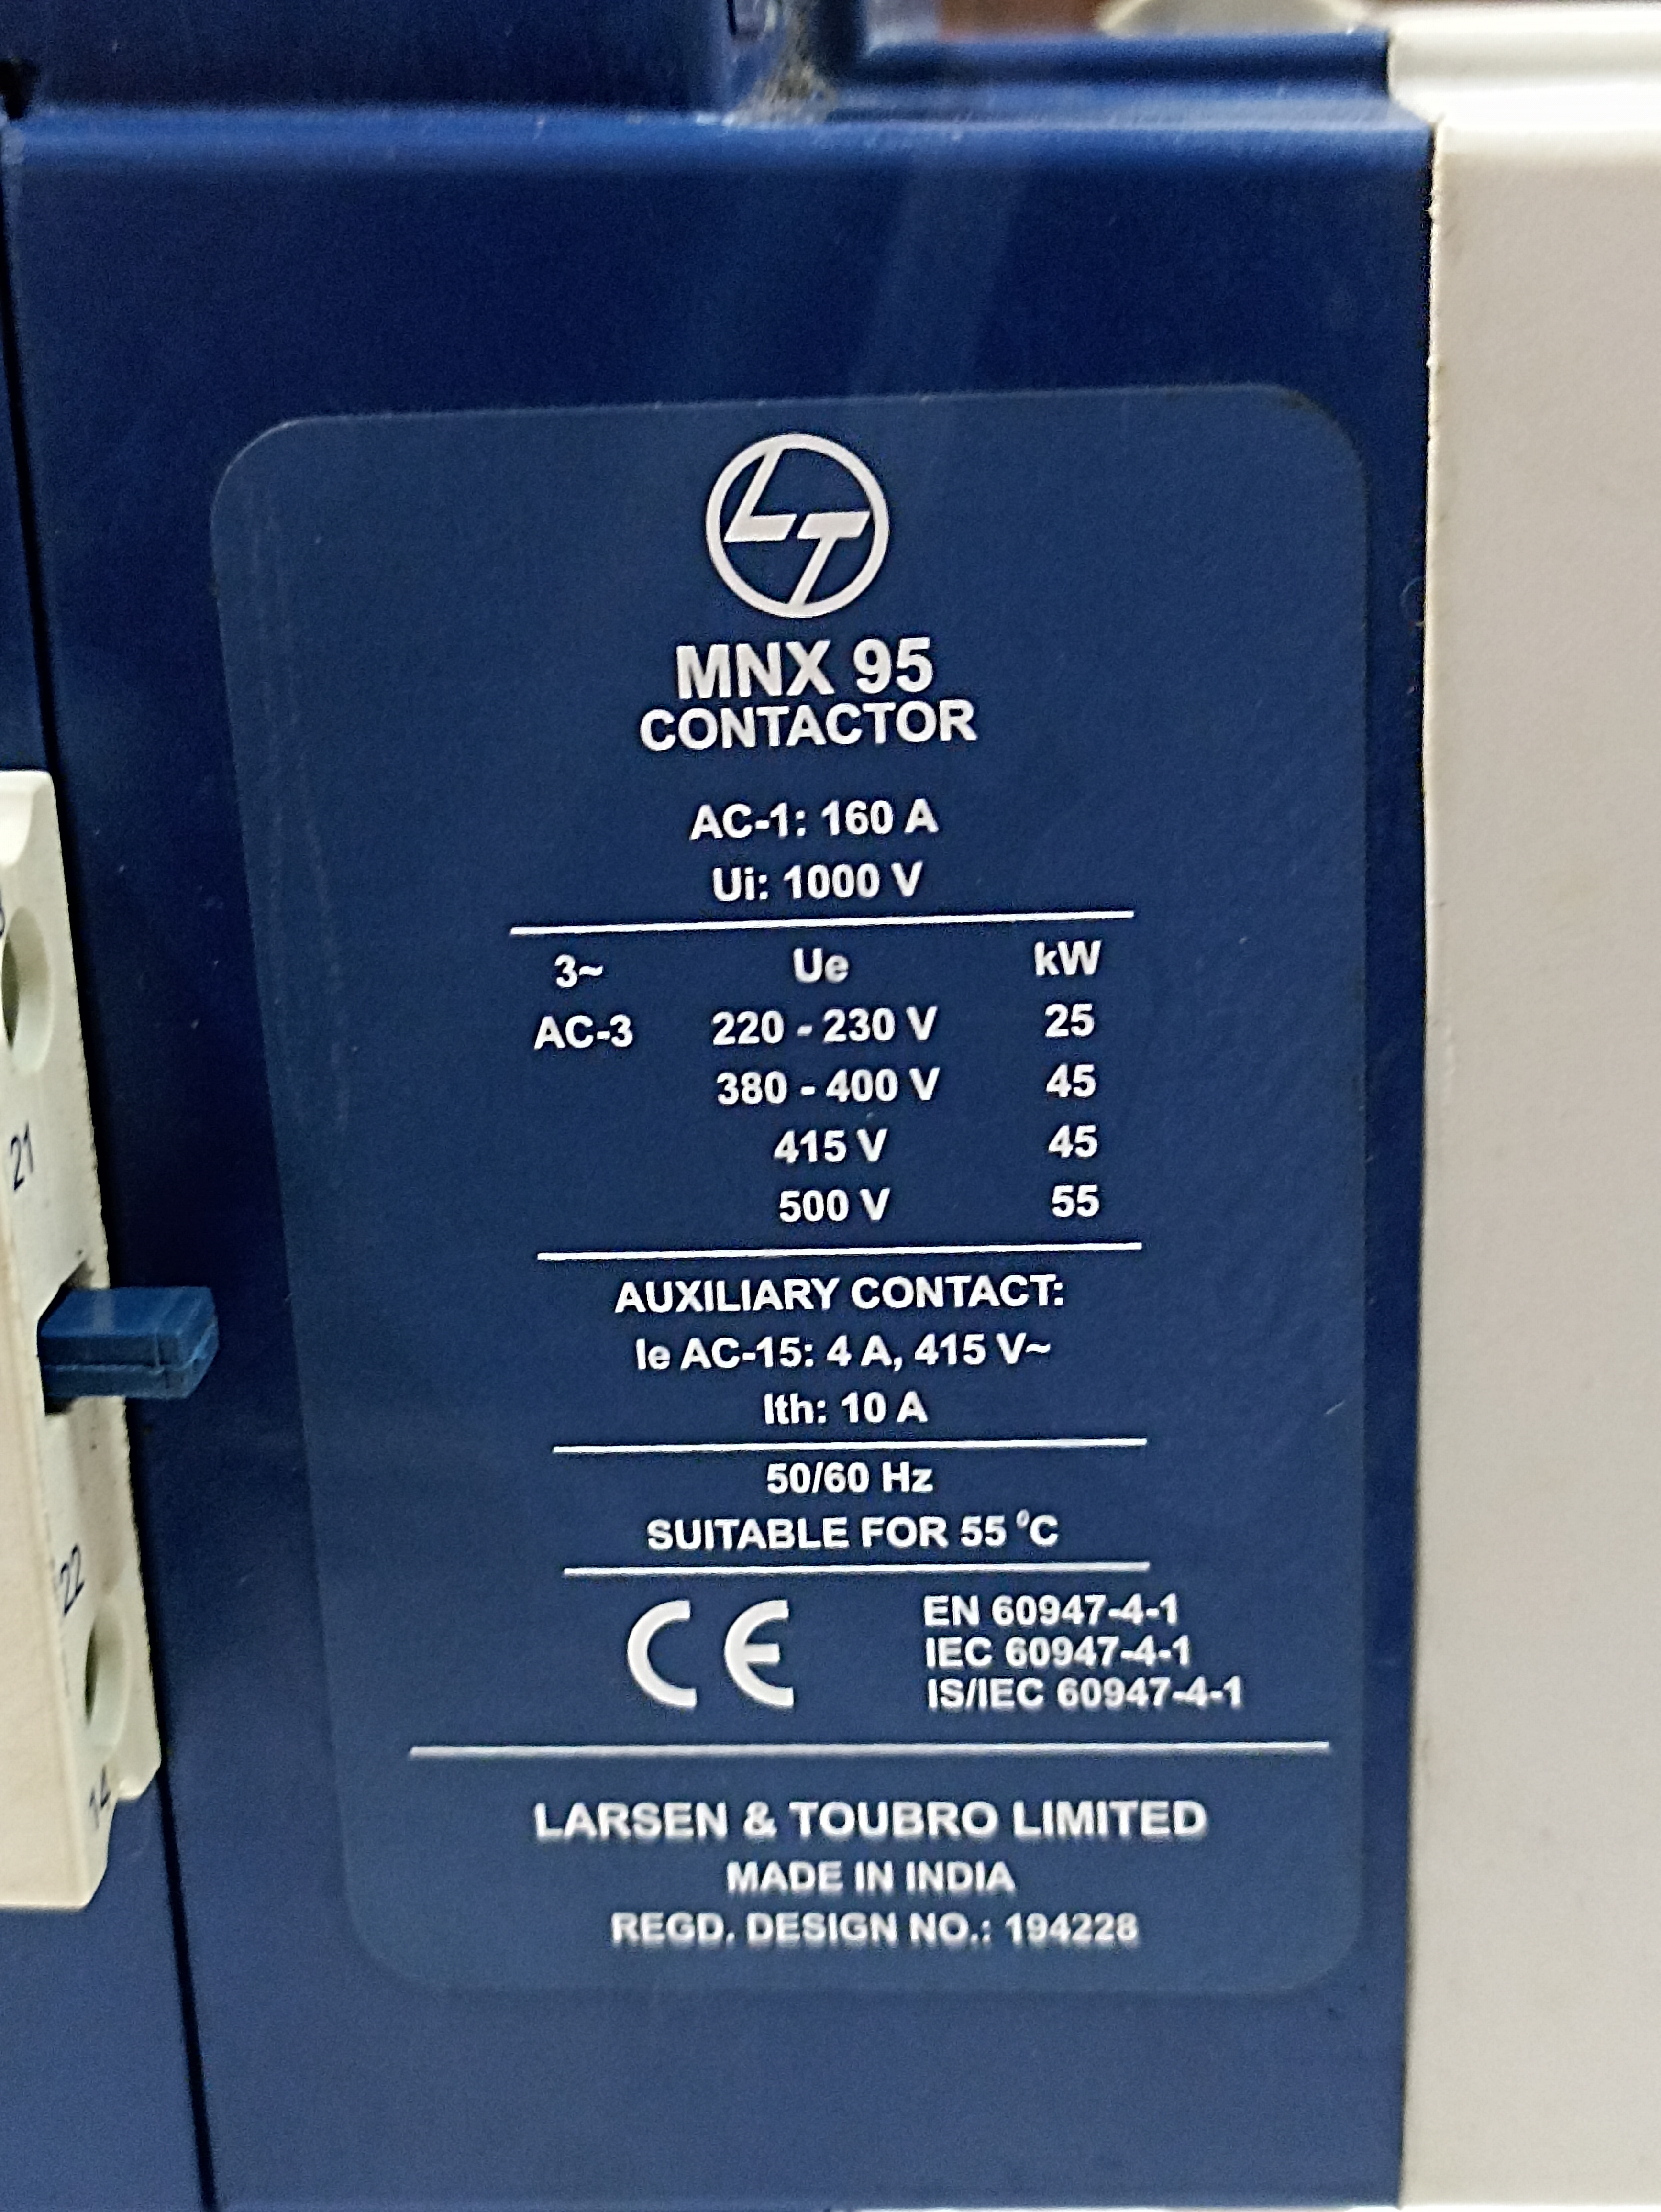 LT
MNX 95
CONTACTOR
AC-1: 160 A
Ui: 1000 V
3~ Ue kW
AC-3 220 - 230 V 25
380 - 400 V 45
415 V 45
500 V 55
AUXILIARY CONTACT:
Ie AC-15: 4 A, 415 V~
Ith: 10 A
50/60 Hz
SUITABLE FOR 55 °C
CE EN 60947-4-1
IEC 60947-4-1
IS/IEC 60947-4-1
LARSEN & TOUBRO LIMITED
MADE IN INDIA
REGD. DESIGN NO.: 194228
21
22
14